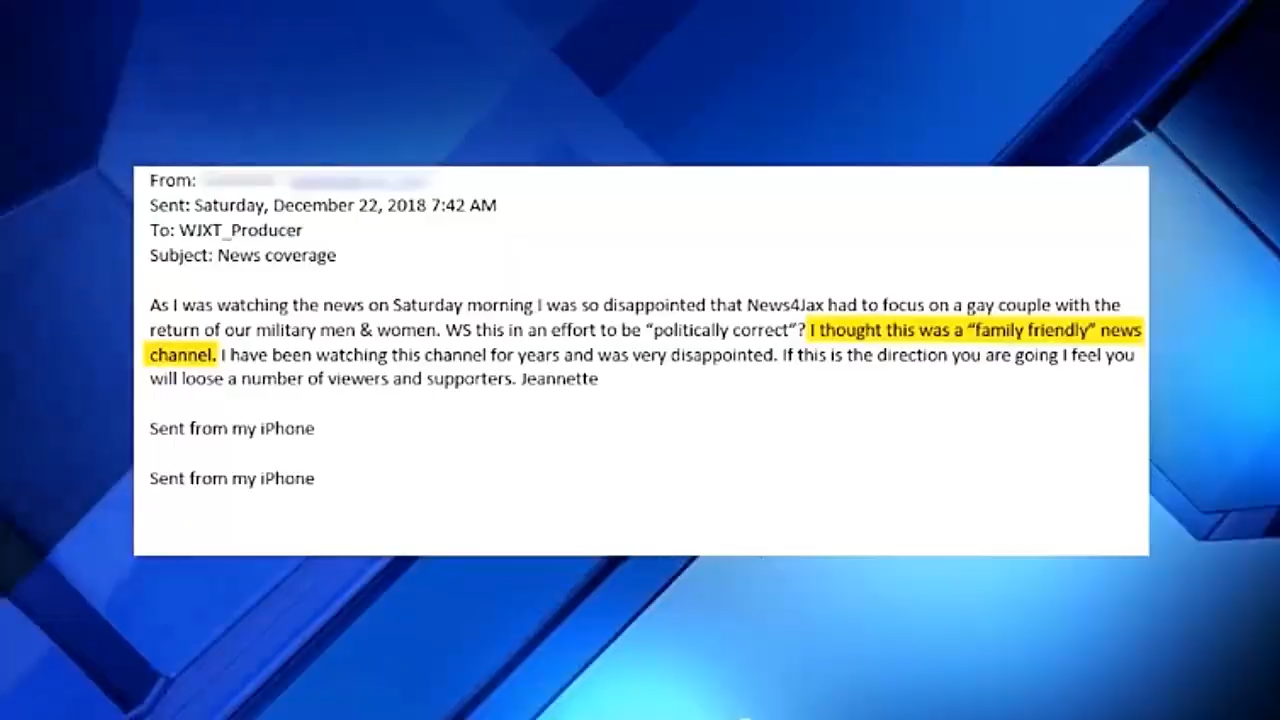 From:
Sent: Saturday, December 22, 2018 7:42 AM
To: WJXT_Producer
Subject: News coverage
As I was watching the news on Saturday morning I was so disappointed that News4Jax had to focus on a gay couple with the
return of our military men & women. WS this in an effort to be “politically correct”? I thought this was a “family friendly” news
channel. I have been watching this channel for years and was very disappointed. If this is the direction you are going I feel you
will loose a number of viewers and supporters. Jeannette
Sent from my iPhone
Sent from my iPhone